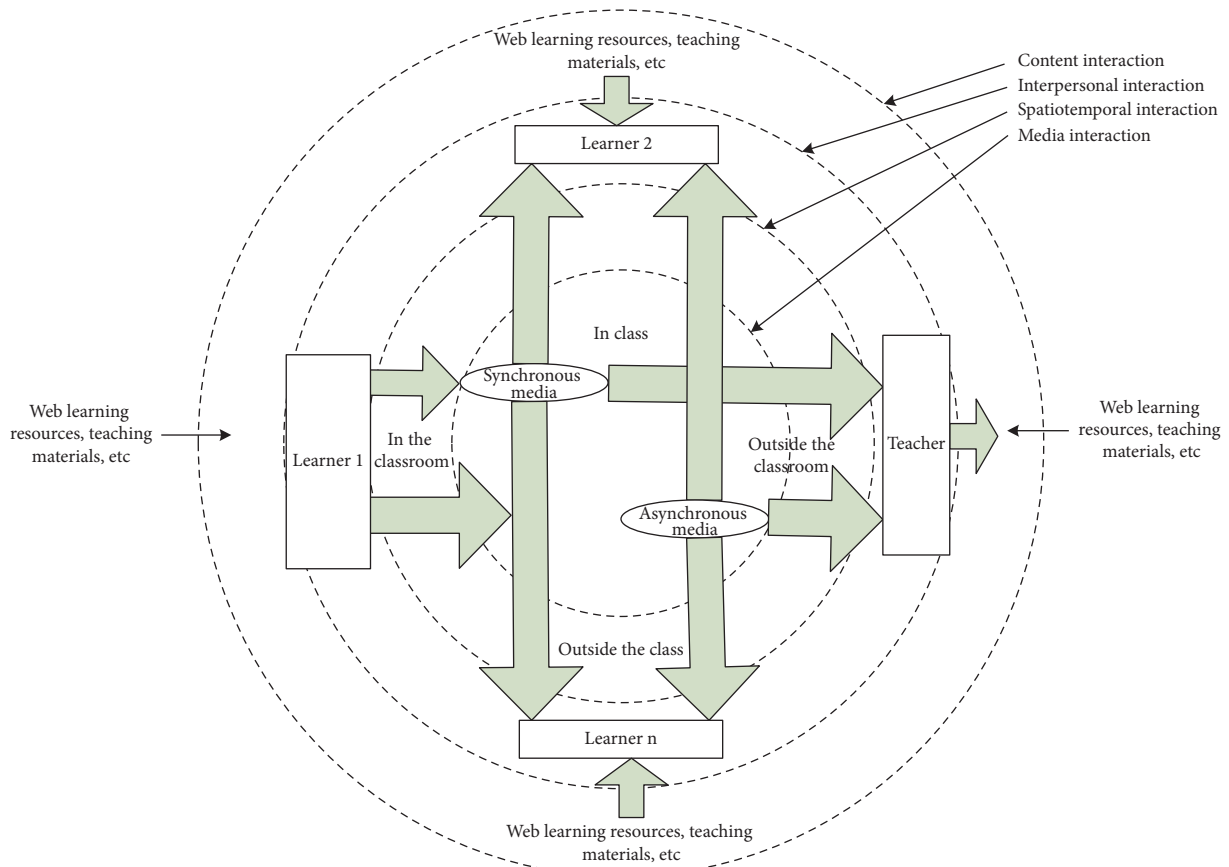 Web learning resources, teaching
materials, etc
Content interaction
Interpersonal interaction
Spatiotemporal interaction
Media interaction
Learner 2
In class
Synchronous
media
Web learning
resources, teaching
materials, etc
Learner 1
In the
classroom
Outside the
classroom
Teacher
Web learning
resources, teaching
materials, etc
Asynchronous
media
Outside the class
Learner n
Web learning resources, teaching
materials, etc